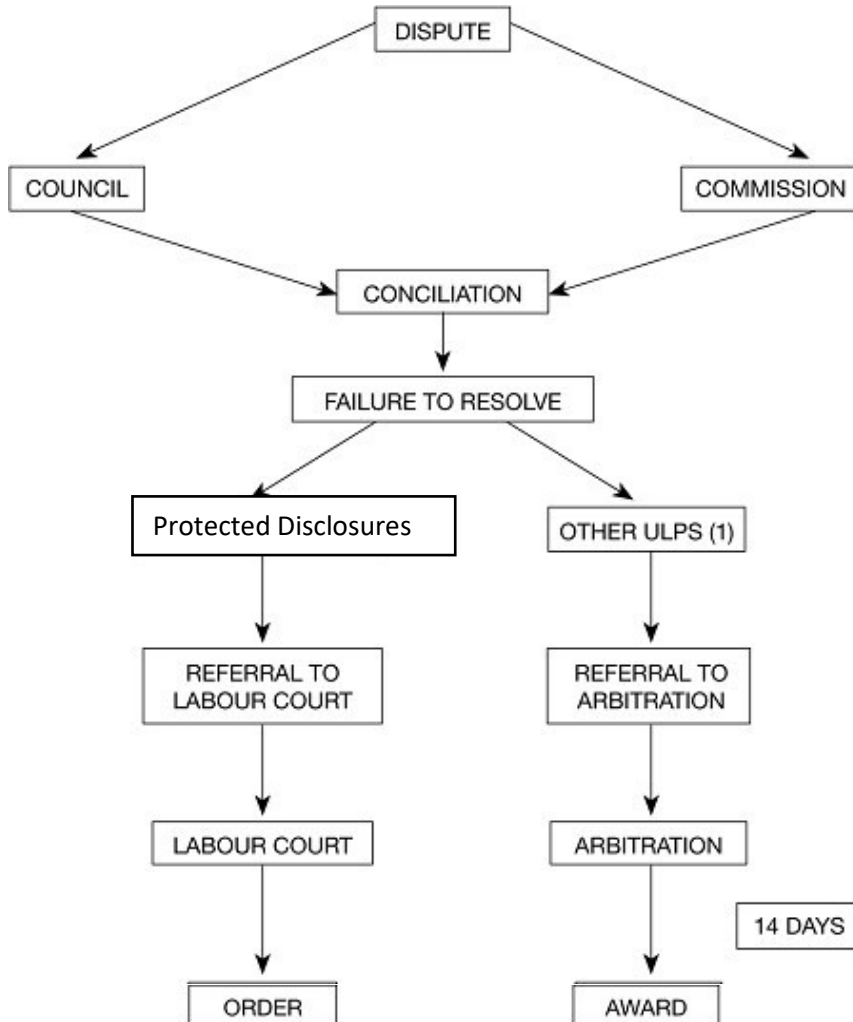 DISPUTE
COUNCIL
COMMISSION
CONCILIATION
FAILURE TO RESOLVE
Protected Disclosures
OTHER ULPS (1)
REFERRAL TO
LABOUR COURT
REFERRAL TO
ARBITRATION
LABOUR COURT
ARBITRATION
14 DAYS
ORDER
AWARD